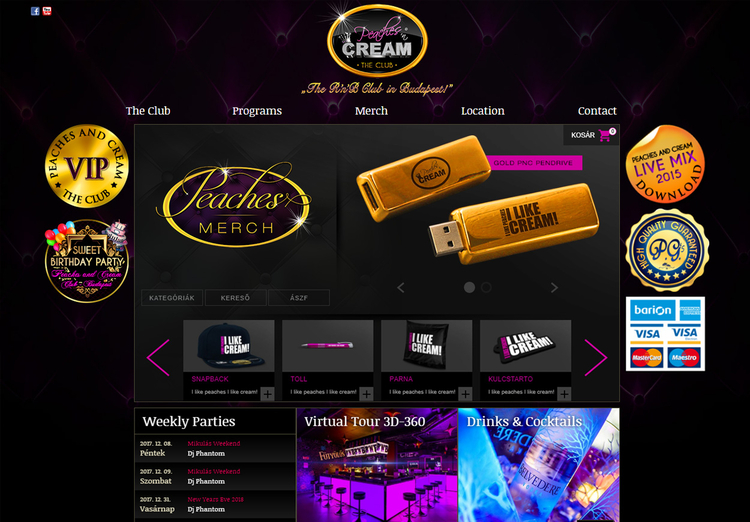 Peaches n'
CREAM
• THE CLUB •
„The R'n'B Club in Budapest!”
The Club
Programs
Merch
Location
Contact
PEACHES AND CREAM
VIP
THE CLUB
SWEET
BIRTHDAY PARTY
Peaches and Cream
Club - Budapest
KOSÁR
0
GOLD PNC PENDRIVE
Peaches
MERCH
CREAM
I LIKE
CREAM!
KATEGÓRIÁK
KERESŐ
ÁSZF
PEACHES AND CREAM
LIVE MIX
2015
DOWNLOAD
HIGH QUALITY GUARANTEED
barion
VISA
VISA
MasterCard
Maestro
I LIKE
CREAM!
I LIKE
CREAM!
I LIKE
CREAM!
SNAPBACK
TOLL
PÁRNA
KULCSTARTÓ
I like peaches I like cream!
I like peaches I like cream!
I like peaches I like cream!
I like peaches I like cream!
Weekly Parties
2017. 12. 08.
Péntek
Mikulás Weekend
Dj Phantom
2017. 12. 09.
Szombat
Mikulás Weekend
Dj Phantom
2017. 12. 31.
Vasárnap
New Years Eve 2018
Dj Phantom
Virtual Tour 3D-360
Drinks & Cocktails
BELVEDERE